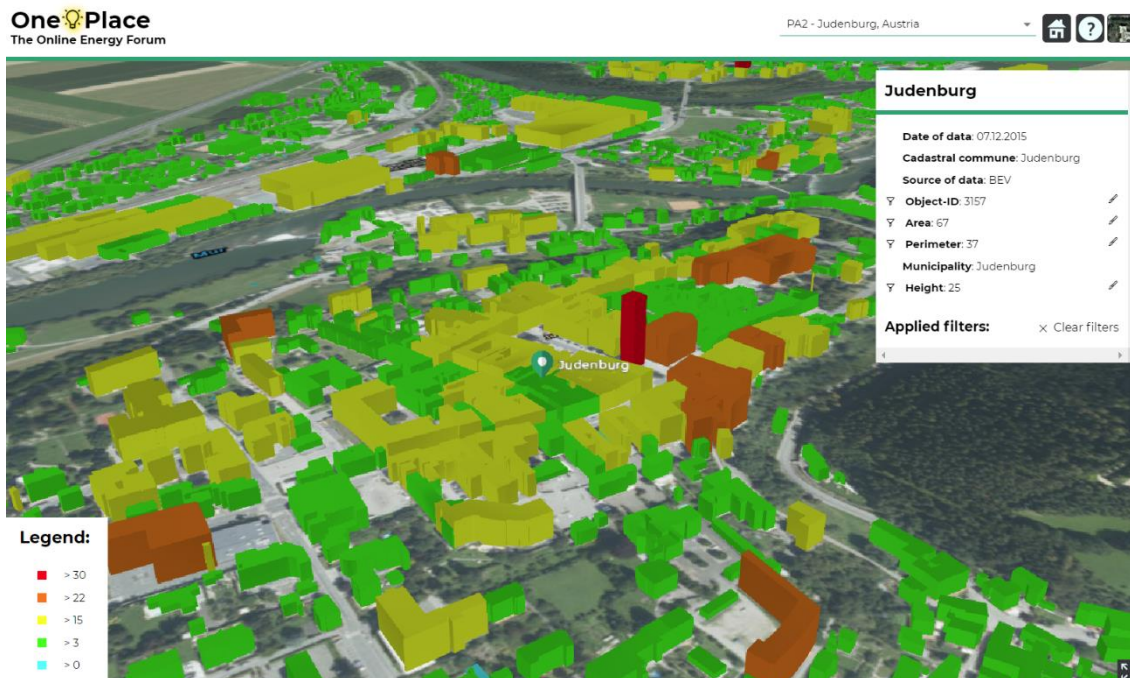 One Place
The Online Energy Forum
PA2 - Judenburg, Austria
?
Judenburg
Date of data: 07.12.2015
Cadastral commune: Judenburg
Source of data: BEV
Object-ID: 3157
Area: 67
Perimeter: 37
Municipality: Judenburg
Height: 25
Applied filters: × Clear filters
Mur
Judenburg
Legend:
> 30
> 22
> 15
> 3
> 0